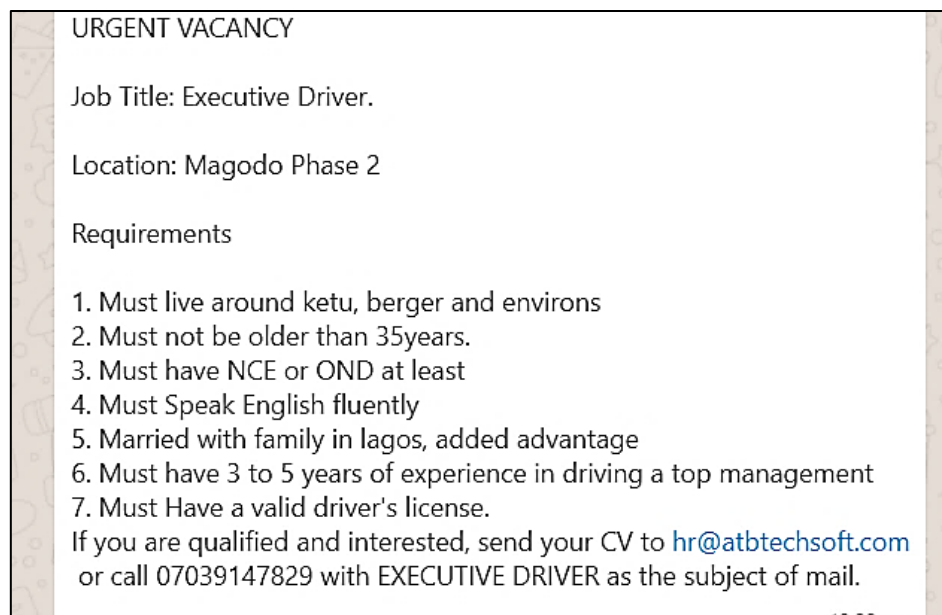 URGENT VACANCY
Job Title: Executive Driver.
Location: Magodo Phase 2
Requirements
1. Must live around ketu, berger and environs
2. Must not be older than 35years.
3. Must have NCE or OND at least
4. Must Speak English fluently
5. Married with family in lagos, added advantage
6. Must have 3 to 5 years of experience in driving a top management
7. Must Have a valid driver's license.
If you are qualified and interested, send your CV to hr@atbtechsoft.com
or call 07039147829 with EXECUTIVE DRIVER as the subject of mail.